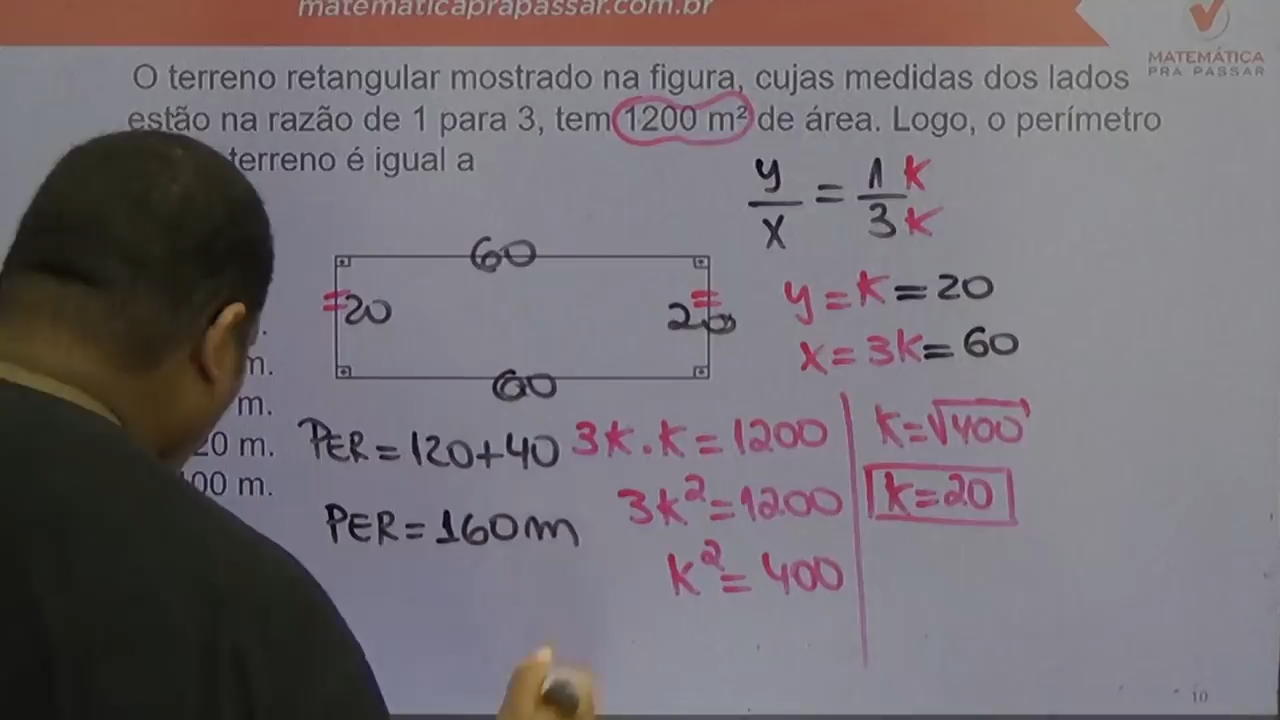 matematicaprapassar.com.br
MATEMÁTICA
PRA PASSAR
O terreno retangular mostrado na figura, cujas medidas dos lados
estão na razão de 1 para 3, tem 1200 m² de área. Logo, o perímetro
terreno é igual a
y/x = 1k/3k
60
20
20
60
y = k = 20
x = 3k = 60
m.
m.
20 m.
00 m.
PER = 120 + 40
PER = 160m
3k . k = 1200
3k² = 1200
k² = 400
k = √400
k = 20
10